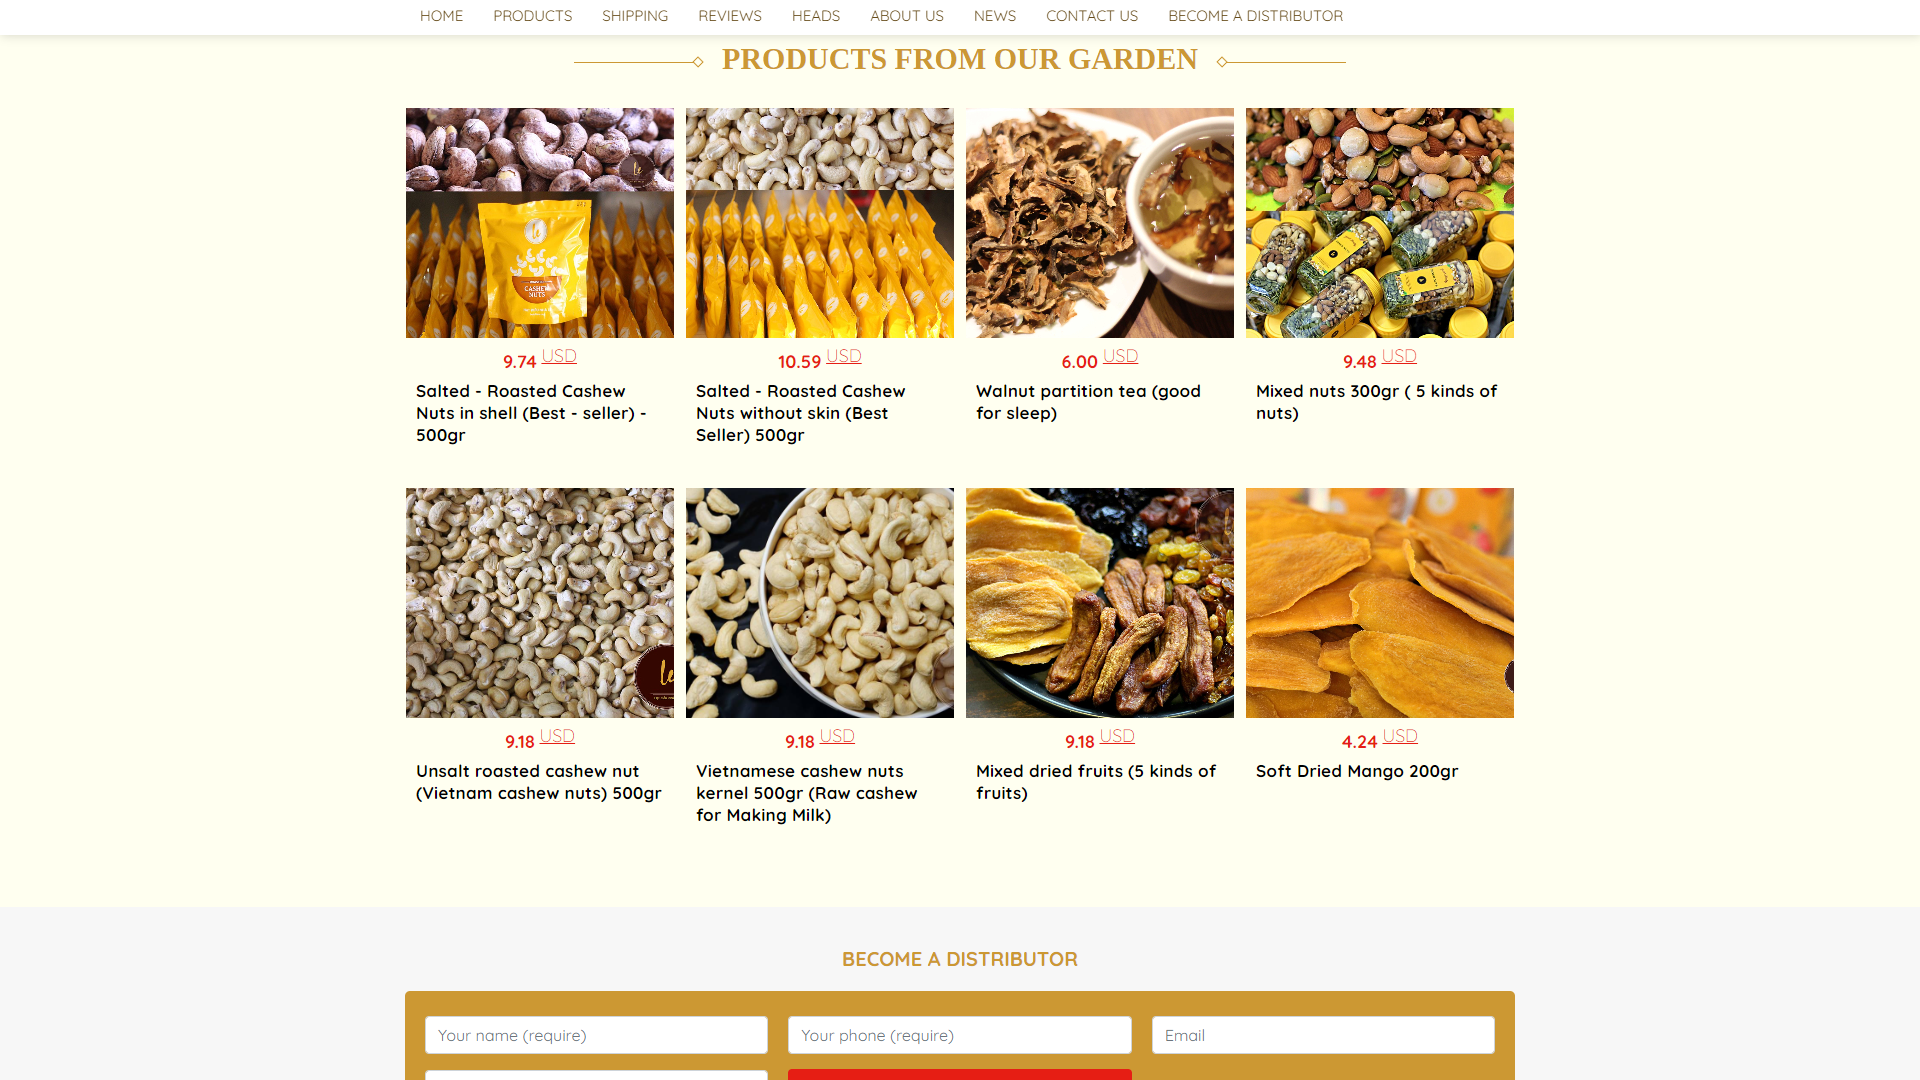 HOME PRODUCTS SHIPPING REVIEWS HEADS ABOUT US NEWS CONTACT US BECOME A DISTRIBUTOR
PRODUCTS FROM OUR GARDEN
Le
Le
CASHEW
NUTS
9.74 USD
Salted - Roasted Cashew
Nuts in shell (Best - seller) -
500gr
10.59 USD
Salted - Roasted Cashew
Nuts without skin (Best
Seller) 500gr
6.00 USD
Walnut partition tea (good
for sleep)
9.48 USD
Mixed nuts 300gr ( 5 kinds of
nuts)
Le
9.18 USD
Unsalt roasted cashew nut
(Vietnam cashew nuts) 500gr
9.18 USD
Vietnamese cashew nuts
kernel 500gr (Raw cashew
for Making Milk)
9.18 USD
Mixed dried fruits (5 kinds of
fruits)
4.24 USD
Soft Dried Mango 200gr
BECOME A DISTRIBUTOR
Your name (require)
Your phone (require)
Email